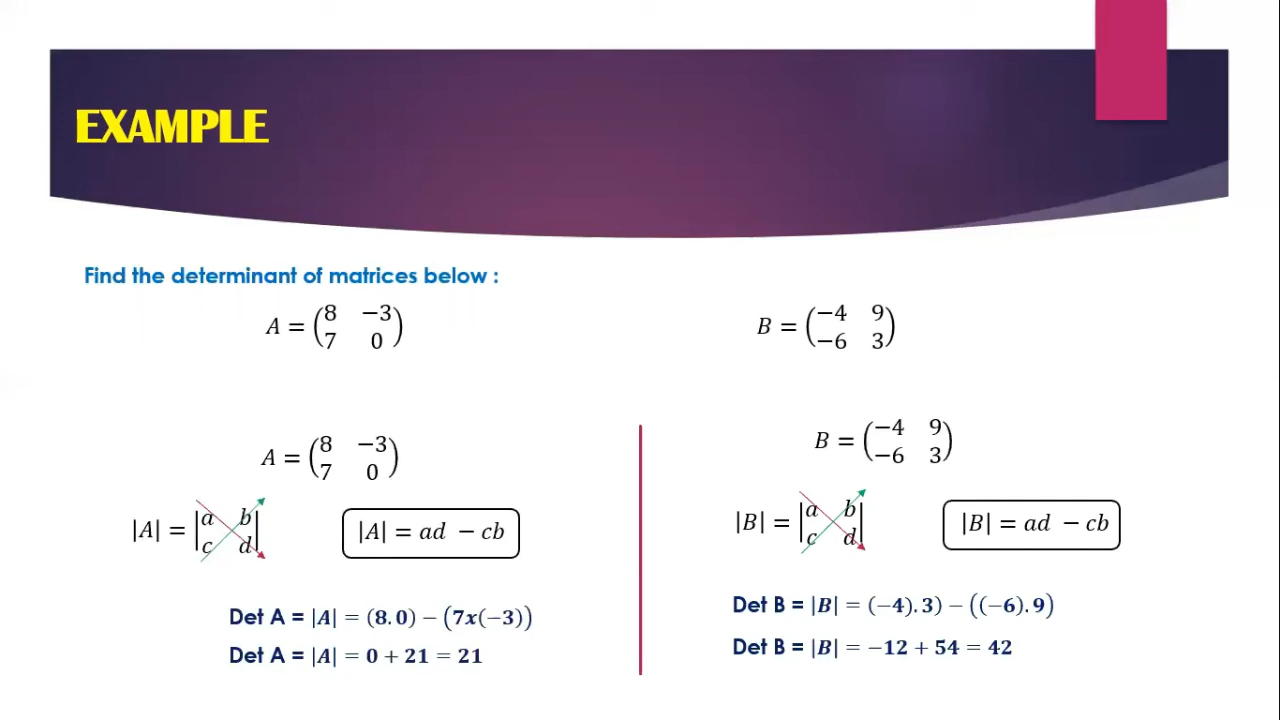 EXAMPLE
Find the determinant of matrices below :
A = (8 −3
7 0)
B = (−4 9
−6 3)
A = (8 −3
7 0)
|A| = |a b
c d|
|A| = ad − cb
Det A = |A| = (8.0) − (7x(−3))
Det A = |A| = 0 + 21 = 21
B = (−4 9
−6 3)
|B| = |a b
c d|
|B| = ad − cb
Det B = |B| = (−4).3) − ((−6).9)
Det B = |B| = −12 + 54 = 42